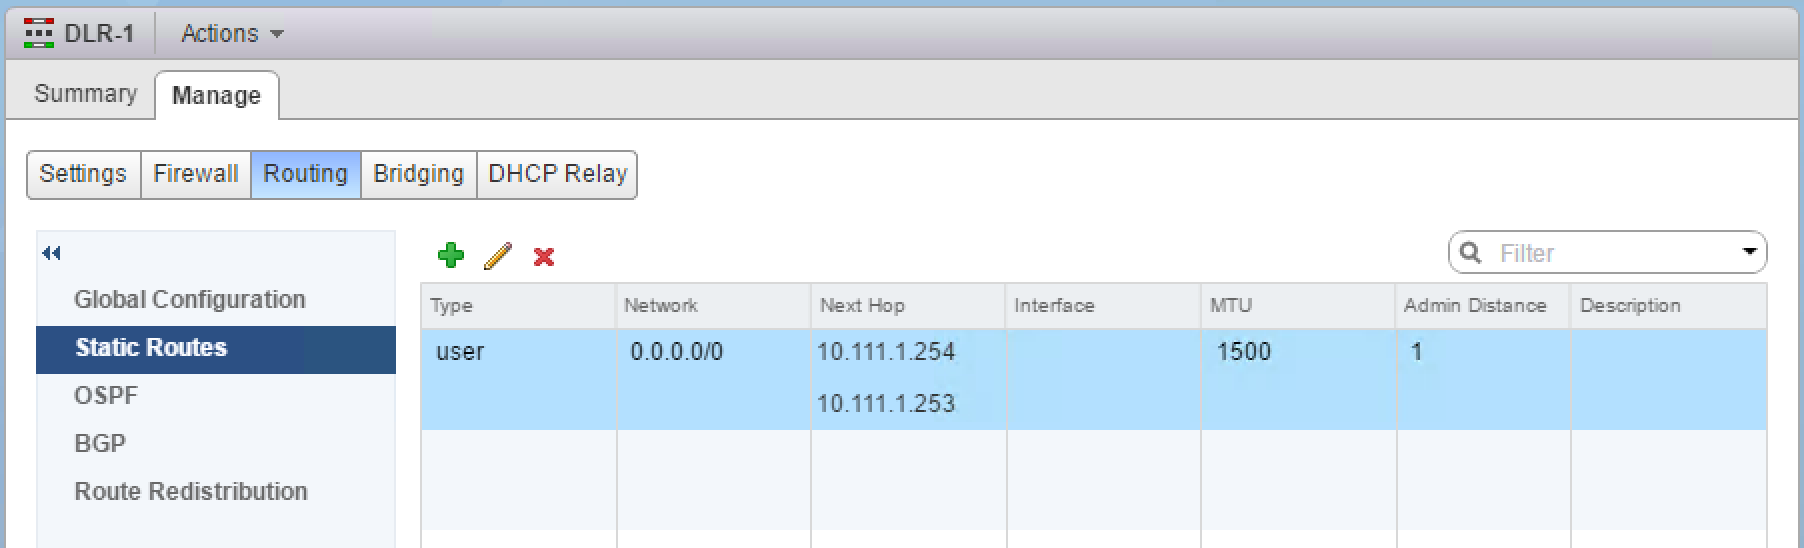 DLR-1 Actions
Summary Manage
Settings Firewall Routing Bridging DHCP Relay
Filter
Global Configuration
Static Routes
OSPF
BGP
Route Redistribution
Type Network Next Hop Interface MTU Admin Distance Description
user 0.0.0.0/0 10.111.1.254 1500 1
10.111.1.253